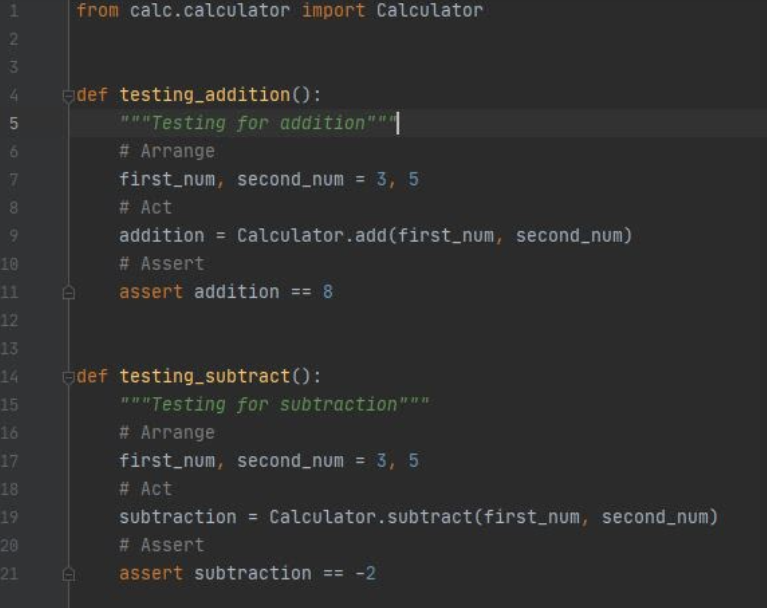 1 from calc.calculator import Calculator
2
3
4 def testing_addition():
5     """Testing for addition"""
6     # Arrange
7     first_num, second_num = 3, 5
8     # Act
9     addition = Calculator.add(first_num, second_num)
10     # Assert
11     assert addition == 8
12
13
14 def testing_subtract():
15     """Testing for subtraction"""
16     # Arrange
17     first_num, second_num = 3, 5
18     # Act
19     subtraction = Calculator.subtract(first_num, second_num)
20     # Assert
21     assert subtraction == -2